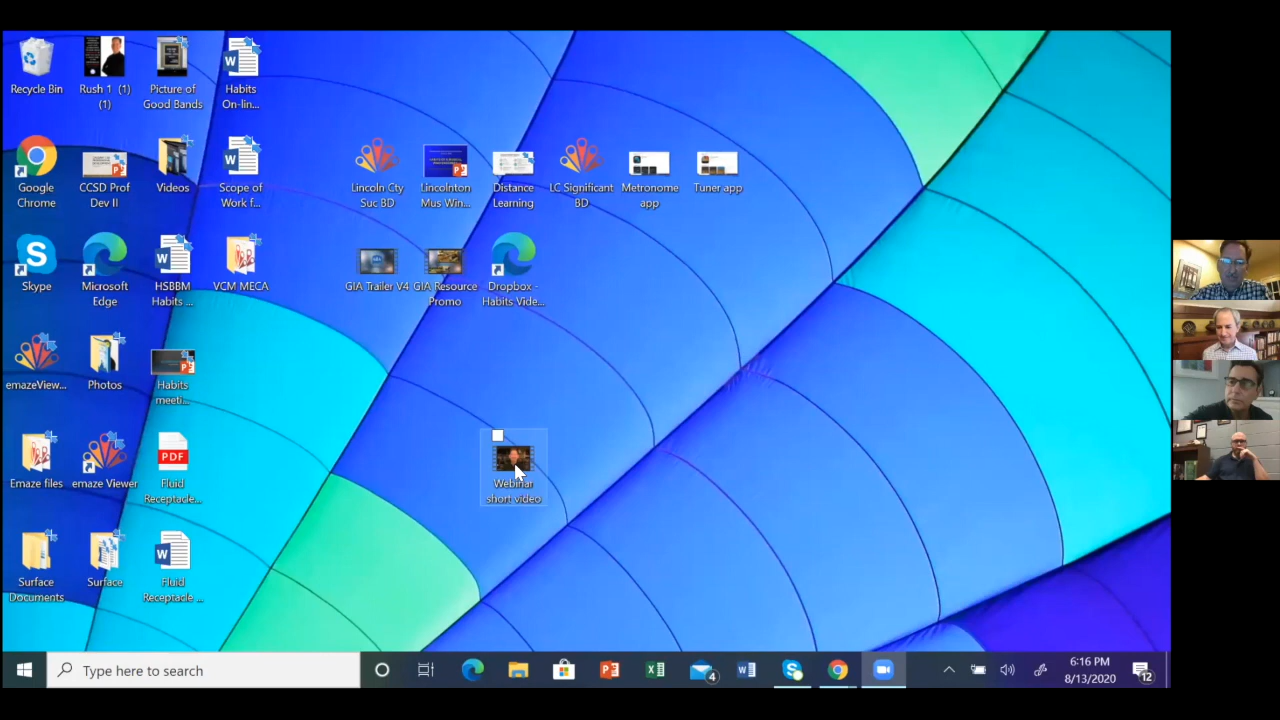 Recycle Bin
Rush 1 (1)
(1)
Picture of
Good Bands
Habits
On-lin...
Google
Chrome
CCSD Prof
Dev II
Videos
Scope of
Work f...
Lincoln Cty
Suc BD
Lincolnton
Mus Win...
Distance
Learning
LC Significant
BD
Metronome
app
Tuner app
Skype
Microsoft
Edge
HSBBM
Habits ...
VCM MECA
GIA Trailer V4
GIA Resource
Promo
Dropbox -
Habits Vide...
emazeView...
Photos
Habits
meeti...
Emaze files
emaze Viewer
PDF
Fluid
Receptacle...
Webinar
short video
Surface
Documents
Surface
Fluid
Receptacle ...
Type here to search
4
6:16 PM
8/13/2020
12